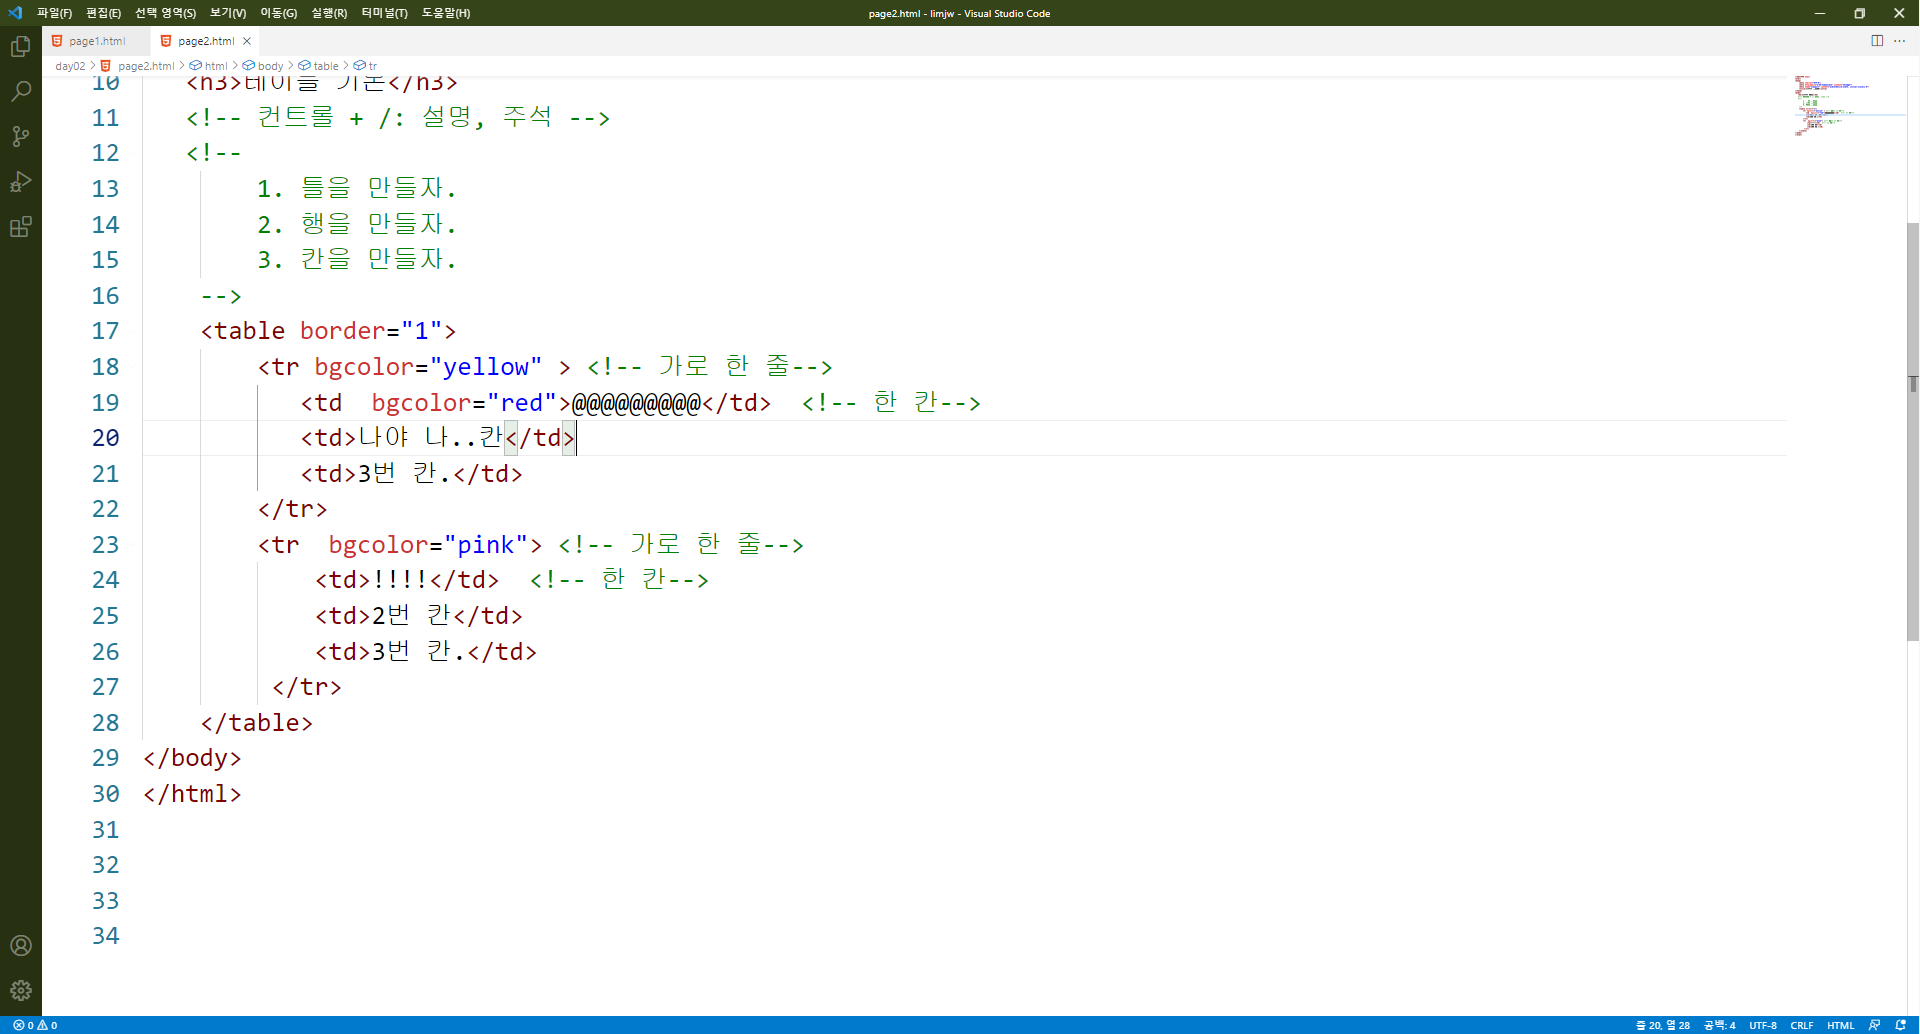 파일(F) 편집(E) 선택 영역(S) 보기(V) 이동(G) 실행(R) 터미널(T) 도움말(H) page2.html - limjw - Visual Studio Code
page1.html page2.html
day02 > page2.html > html > body > table > tr
10 <h3>테이블 기본</h3>
11 <!-- 컨트롤 + /: 설명, 주석 -->
12 <!--
13 1. 틀을 만들자.
14 2. 행을 만들자.
15 3. 칸을 만들자.
16 -->
17 <table border="1">
18 <tr bgcolor="yellow" > <!-- 가로 한 줄-->
19 <td  bgcolor="red">@@@@@@@@@</td>  <!-- 한 칸-->
20 <td>나야 나..칸</td>
21 <td>3번 칸.</td>
22 </tr>
23 <tr  bgcolor="pink"> <!-- 가로 한 줄-->
24 <td>!!!!</td>  <!-- 한 칸-->
25 <td>2번 칸</td>
26 <td>3번 칸.</td>
27 </tr>
28 </table>
29 </body>
30 </html>
31
32
33
34
0 0 줄 20, 열 28 공백: 4 UTF-8 CRLF HTML